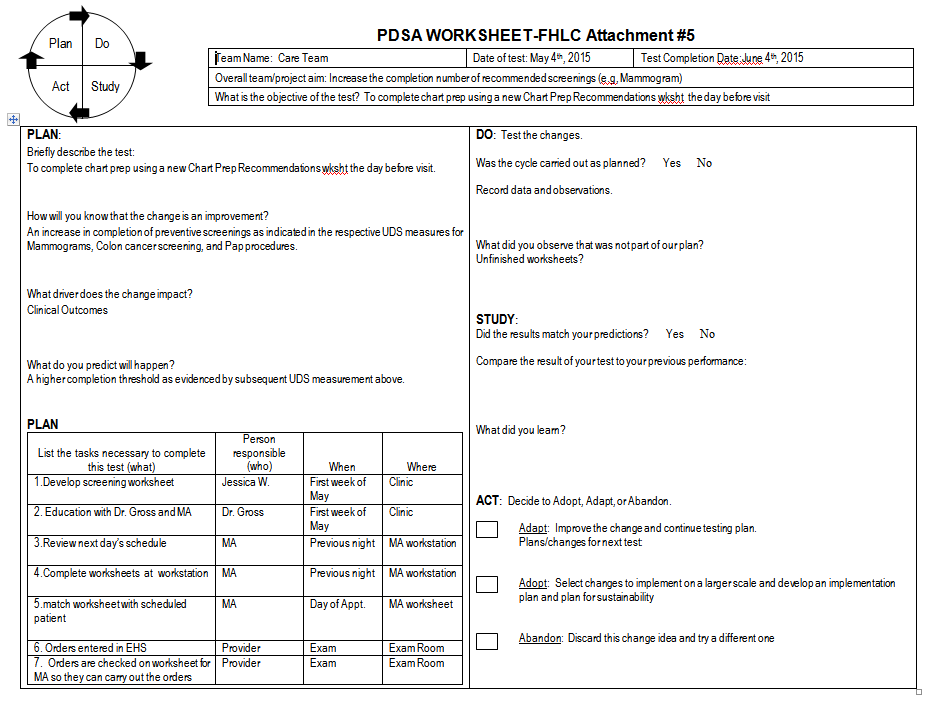 Plan Do
Act Study
PDSA WORKSHEET-FHLC Attachment #5
Team Name: Care Team Date of test: May 4th, 2015 Test Completion Date:June 4th, 2015
Overall team/project aim: Increase the completion number of recommended screenings (e.g, Mammogram)
What is the objective of the test? To complete chart prep using a new Chart Prep Recommendations wksht the day before visit
PLAN:
Briefly describe the test:
To complete chart prep using a new Chart Prep Recommendations wksht the day before visit.
How will you know that the change is an improvement?
An increase in completion of preventive screenings as indicated in the respective UDS measures for
Mammograms, Colon cancer screening, and Pap procedures.
What driver does the change impact?
Clinical Outcomes
What do you predict will happen?
A higher completion threshold as evidenced by subsequent UDS measurement above.
PLAN
List the tasks necessary to complete
this test (what)
Person
responsible
(who)
When
Where
1.Develop screening worksheet
Jessica W.
First week of
May
Clinic
2. Education with Dr. Gross and MA
Dr. Gross
First week of
May
Clinic
3.Review next day's schedule
MA
Previous night
MA workstation
4.Complete worksheets at workstation
MA
Previous night
MA workstation
5.match worksheet with scheduled
patient
MA
Day of Appt.
MA worksheet
6. Orders entered in EHS
Provider
Exam
Exam Room
7. Orders are checked on worksheet for
MA so they can carry out the orders
Provider
Exam
Exam Room
DO: Test the changes.
Was the cycle carried out as planned? Yes No
Record data and observations.
What did you observe that was not part of our plan?
Unfinished worksheets?
STUDY:
Did the results match your predictions? Yes No
Compare the result of your test to your previous performance:
What did you learn?
ACT: Decide to Adopt, Adapt, or Abandon.
Adapt: Improve the change and continue testing plan.
Plans/changes for next test:
Adopt: Select changes to implement on a larger scale and develop an implementation
plan and plan for sustainability
Abandon: Discard this change idea and try a different one